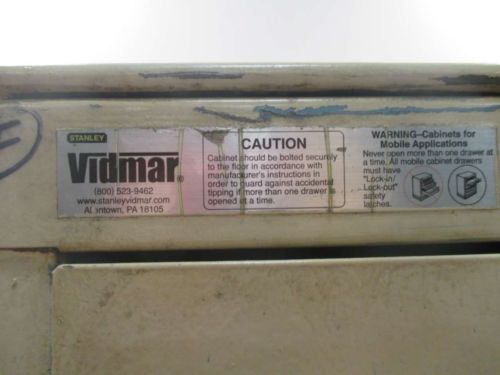 STANLEY
Vidmar®
(800) 523-9462
www.stanleyvidmar.com
Allentown, PA 18105
CAUTION
Cabinet should be bolted securely
to the floor in accordance with
manufacturer's instructions in
order to guard against accidental
tipping if more than one drawer is
opened at a time.
WARNING–Cabinets for
Mobile Applications
Never open more than one drawer at
a time. All mobile cabinet drawers
must have
"Lock-in/
Lock-out"
safety
latches.